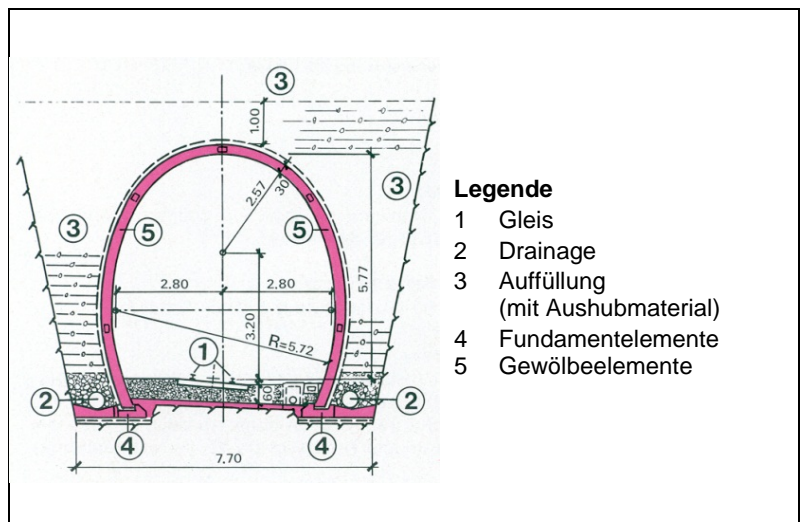 3
1.00
2.57
30
3
3
5
5
2.80
2.80
5.77
3.20
R=5.72
1
60
2
2
4
4
7.70
Legende
1 Gleis
2 Drainage
3 Auffüllung
(mit Aushubmaterial)
4 Fundamentelemente
5 Gewölbeelemente